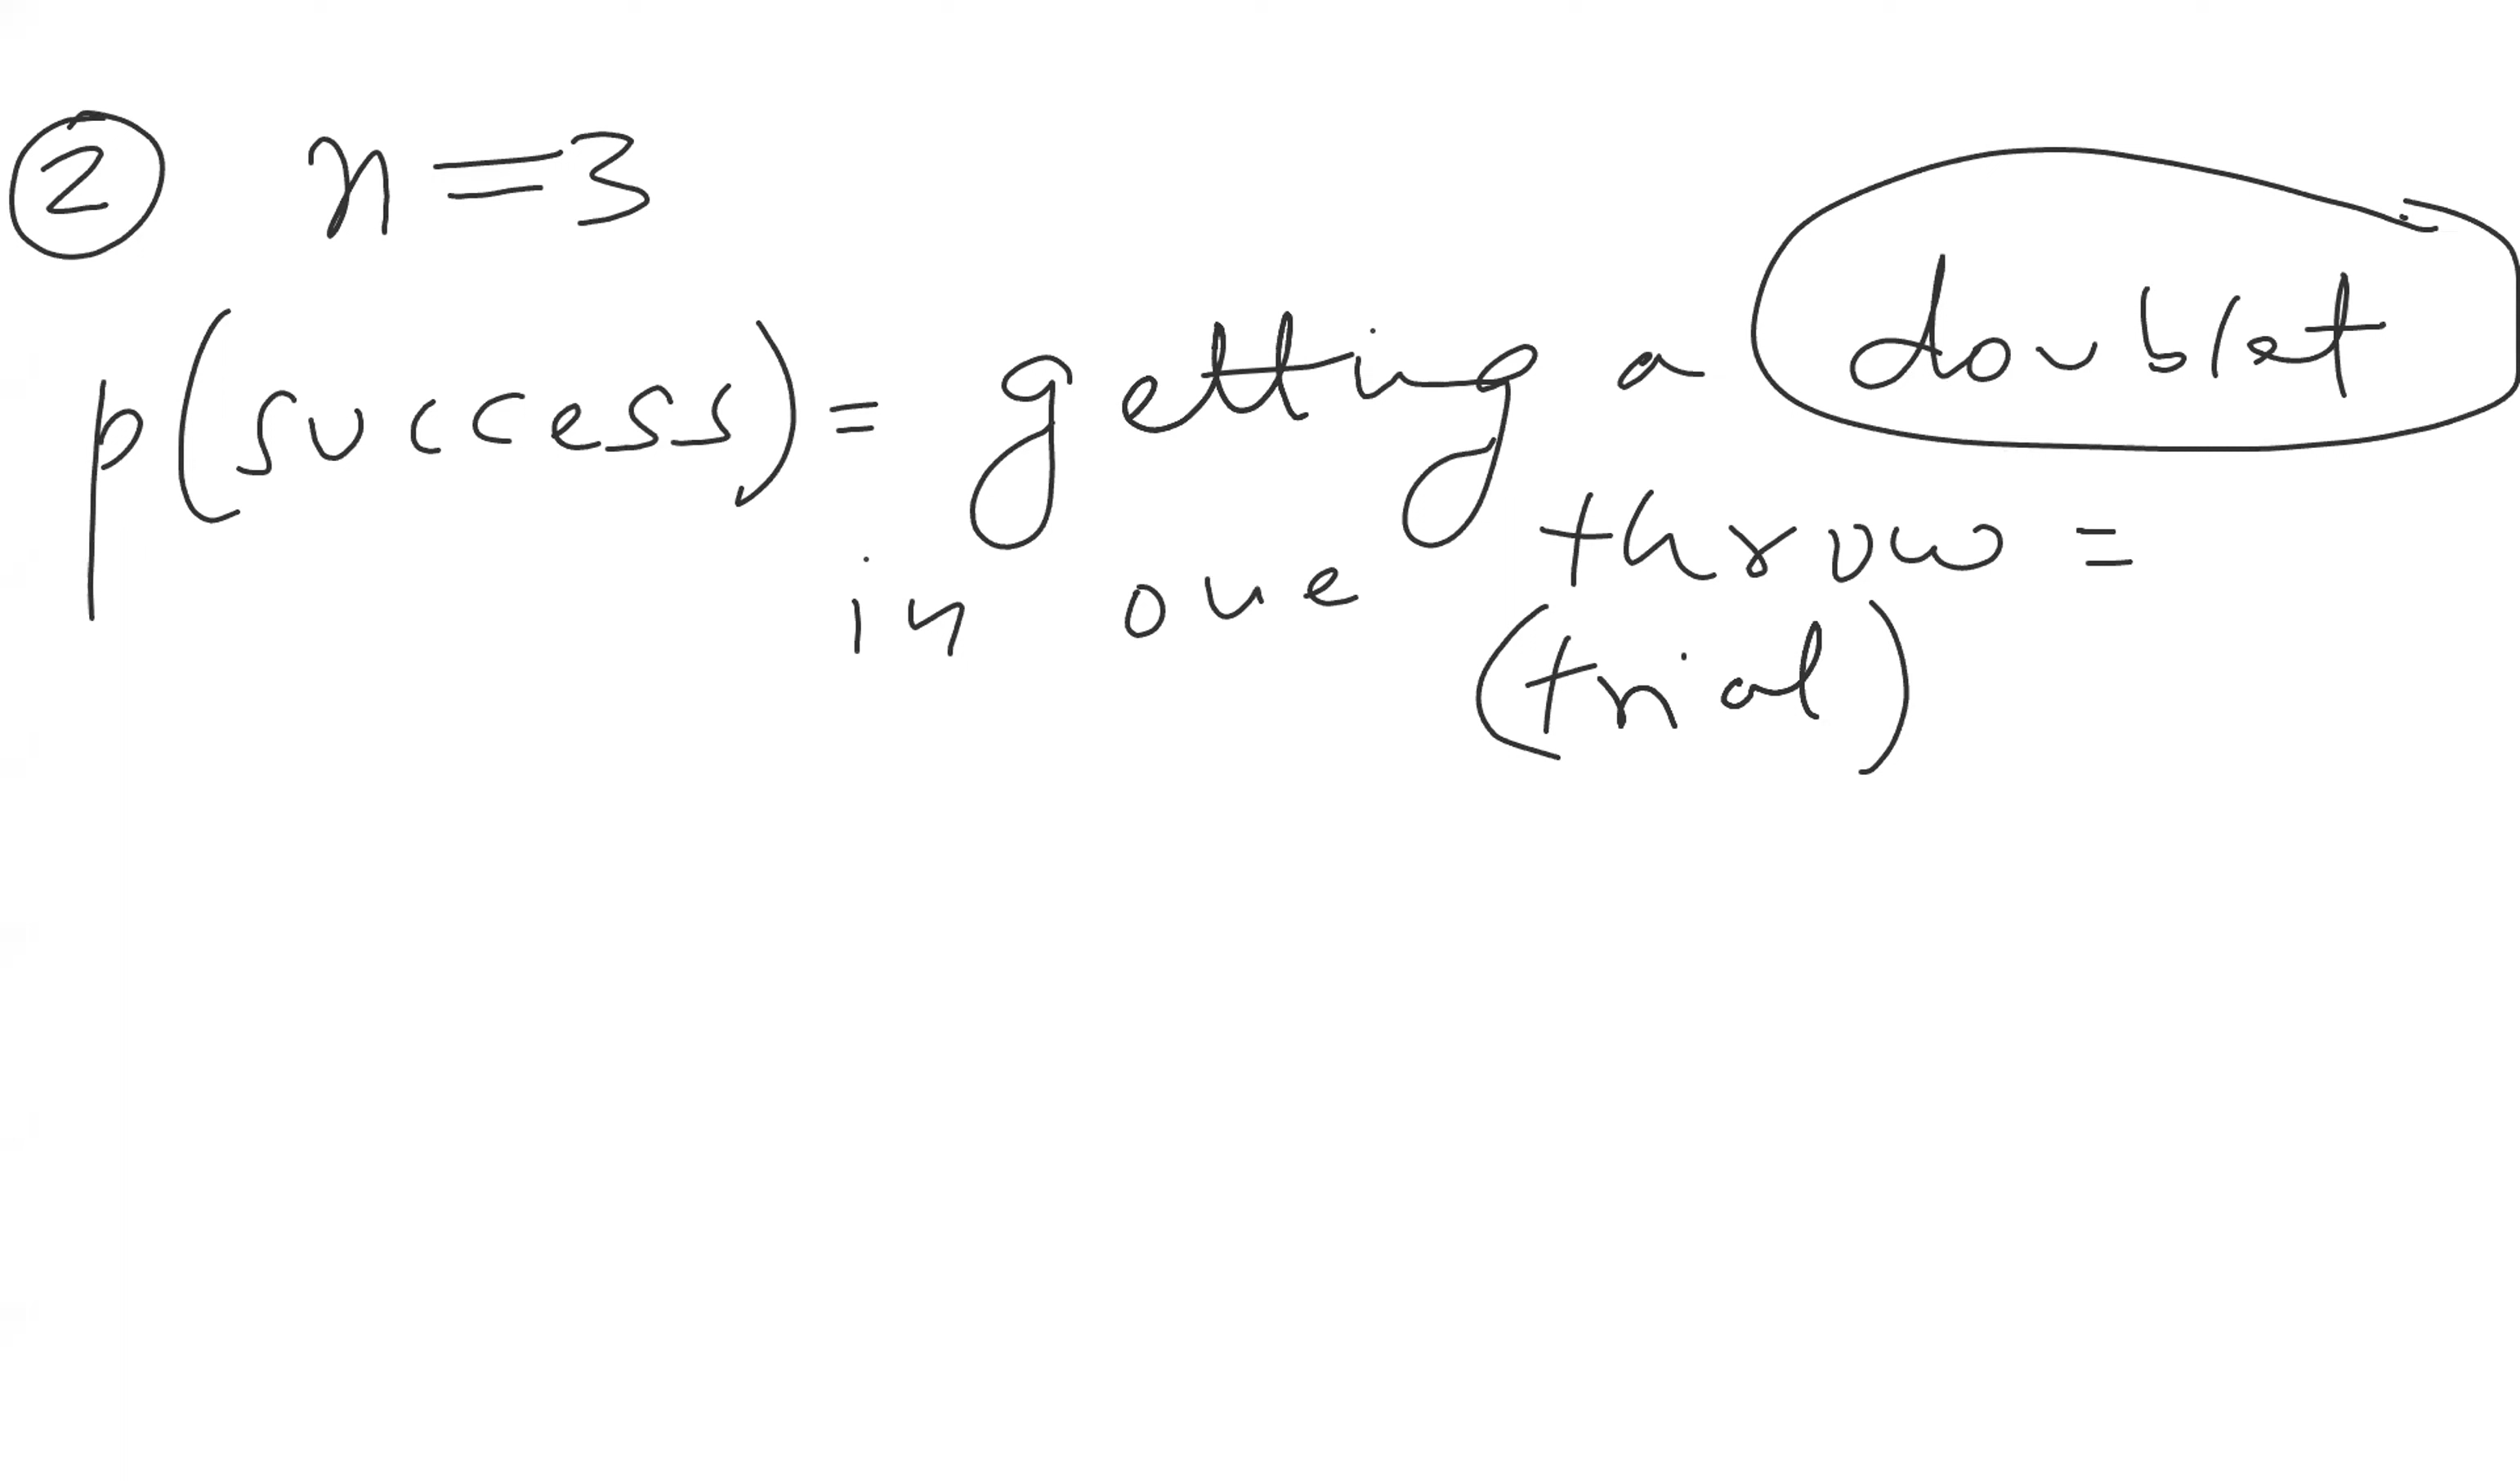 ② n = 3
p(success) = getting a doublet
in one throw =
(trial)